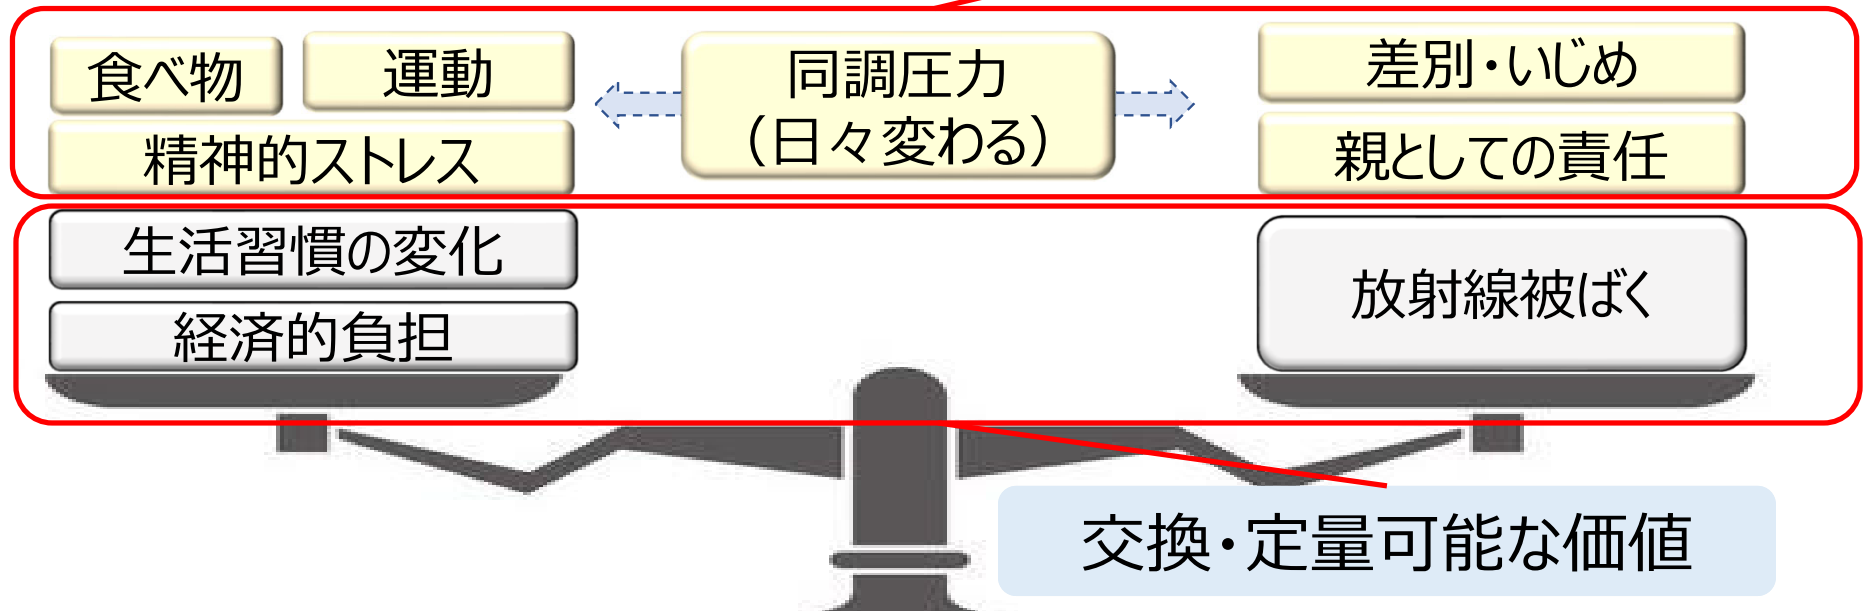 食べ物
運動
精神的ストレス
同調圧力
（日々変わる）
差別・いじめ
親としての責任
生活習慣の変化
経済的負担
放射線被ばく
交換・定量可能な価値